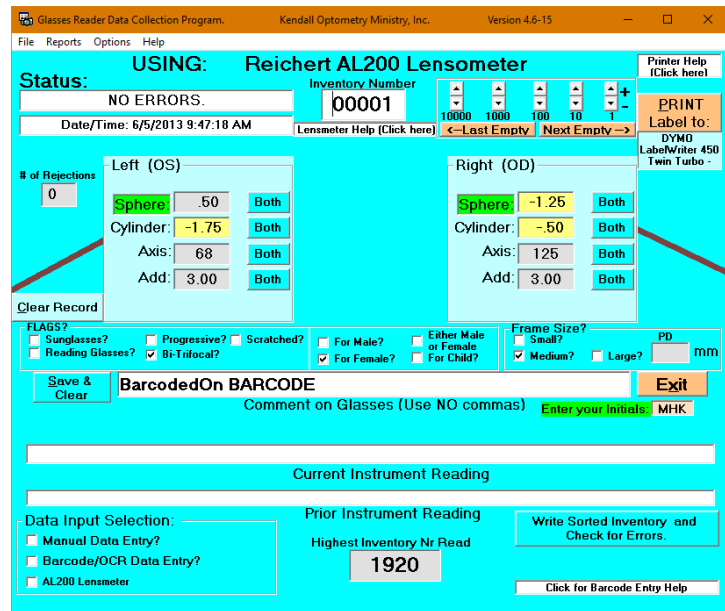 Glasses Reader Data Collection Program. Kendall Optometry Ministry, Inc. Version 4.6-15
File Reports Options Help
USING: Reichert AL200 Lensometer
Printer Help
(Click here)
Status:
NO ERRORS.
Date/Time: 6/5/2013 9:47:18 AM
Inventory Number
00001
Lensmeter Help (Click here)
+
-
10000 1000 100 10 1
<--Last Empty Next Empty -->
PRINT
Label to:
DYMO
LabelWriter 450
Twin Turbo -
# of Rejections
0
Left (OS)
Sphere: .50 Both
Cylinder: -1.75 Both
Axis: 68 Both
Add: 3.00 Both
Right (OD)
Sphere: -1.25 Both
Cylinder: -.50 Both
Axis: 125 Both
Add: 3.00 Both
Clear Record
FLAGS?
Sunglasses? Progressive? Scratched?
Reading Glasses? Bi-Trifocal?
For Male? Either Male
or Female
For Female? For Child?
Frame Size?
Small?
Medium? Large?
PD
mm
Save &
Clear
BarcodedOn BARCODE
Exit
Comment on Glasses (Use NO commas)
Enter your Initials: MHK
Current Instrument Reading
Prior Instrument Reading
Data Input Selection:
Manual Data Entry?
Barcode/OCR Data Entry?
AL200 Lensmeter
Highest Inventory Nr Read
1920
Write Sorted Inventory and
Check for Errors.
Click for Barcode Entry Help